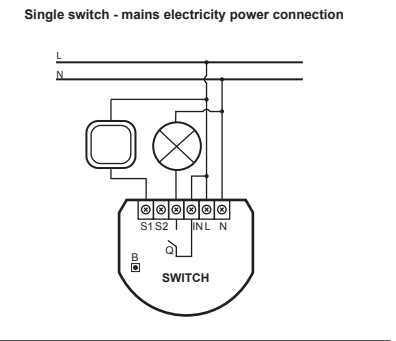 Single switch - mains electricity power connection
L
N
S1 S2 IN L N
Q
B
SWITCH